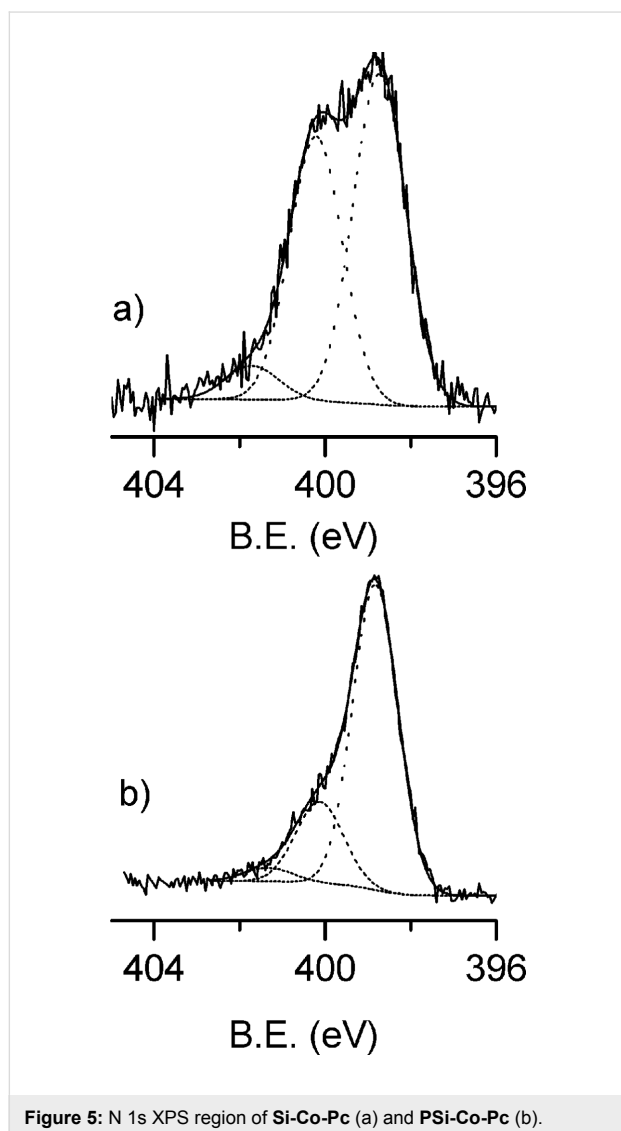 a)
404 400 396
B.E. (eV)
b)
404 400 396
B.E. (eV)
Figure 5: N 1s XPS region of Si-Co-Pc (a) and PSi-Co-Pc (b).